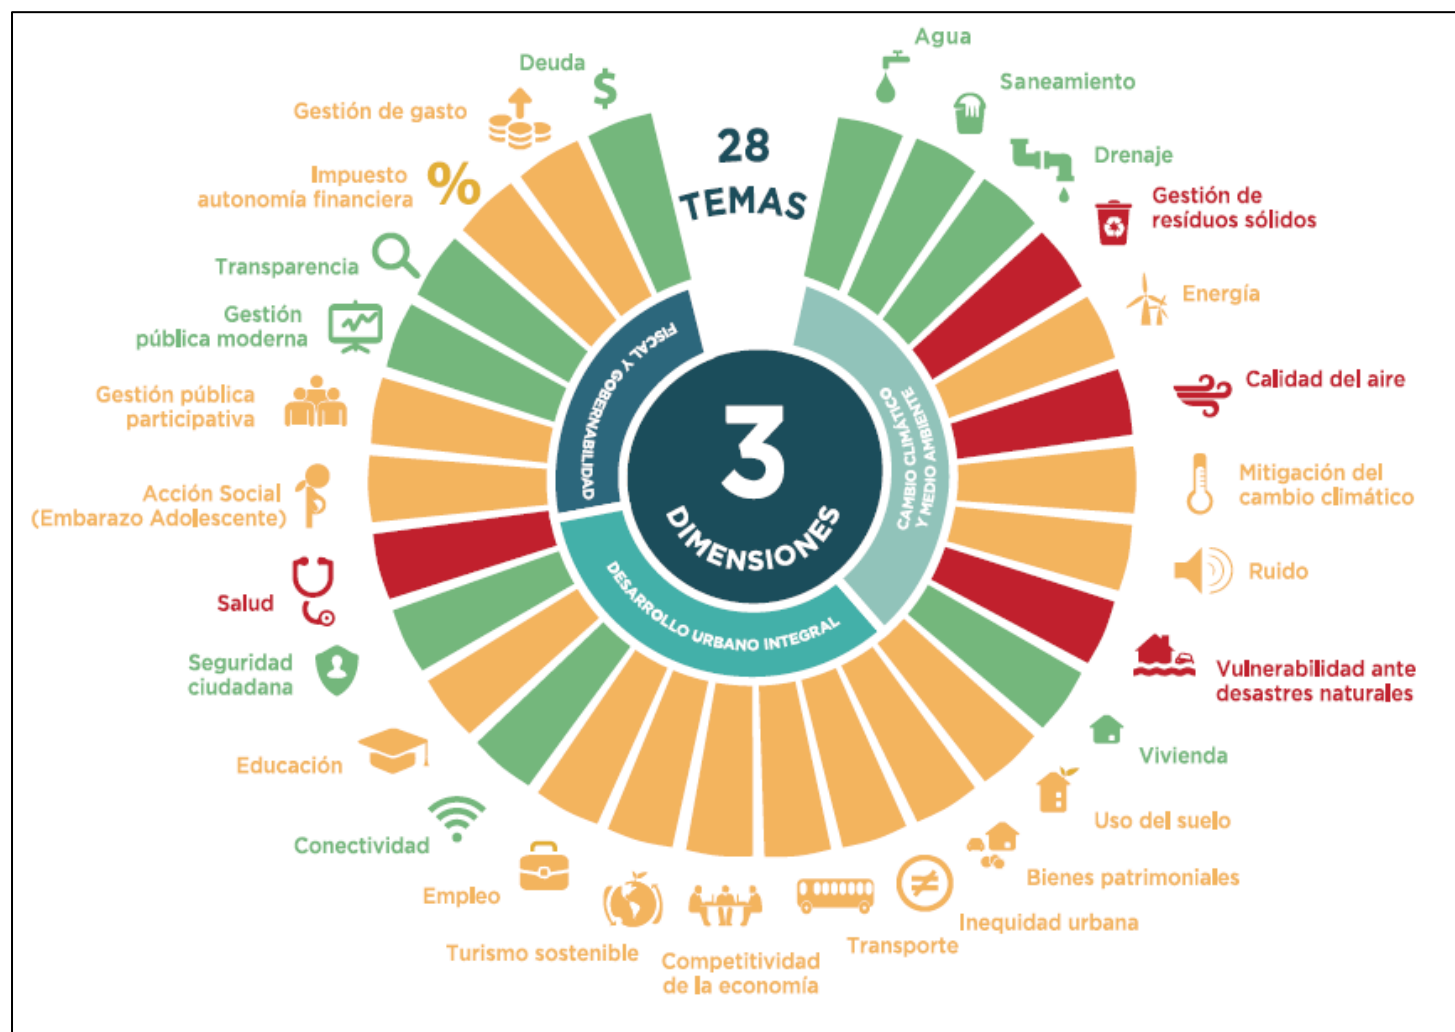 28
TEMAS
3
DIMENSIONES
FISCAL Y GOBERNABILIDAD
CAMBIO CLIMÁTICO
Y MEDIO AMBIENTE
DESARROLLO URBANO INTEGRAL
Agua
Saneamiento
Drenaje
Gestión de
resíduos sólidos
Energía
Calidad del aire
Mitigación del
cambio climático
Ruido
Vulnerabilidad ante
desastres naturales
Vivienda
Uso del suelo
Bienes patrimoniales
Inequidad urbana
Transporte
Competitividad
de la economía
Turismo sostenible
Empleo
Conectividad
Educación
Seguridad
ciudadana
Salud
Acción Social
(Embarazo Adolescente)
Gestión pública
participativa
Gestión
pública moderna
Transparencia
Impuesto
autonomía financiera
%
Gestión de gasto
Deuda
$